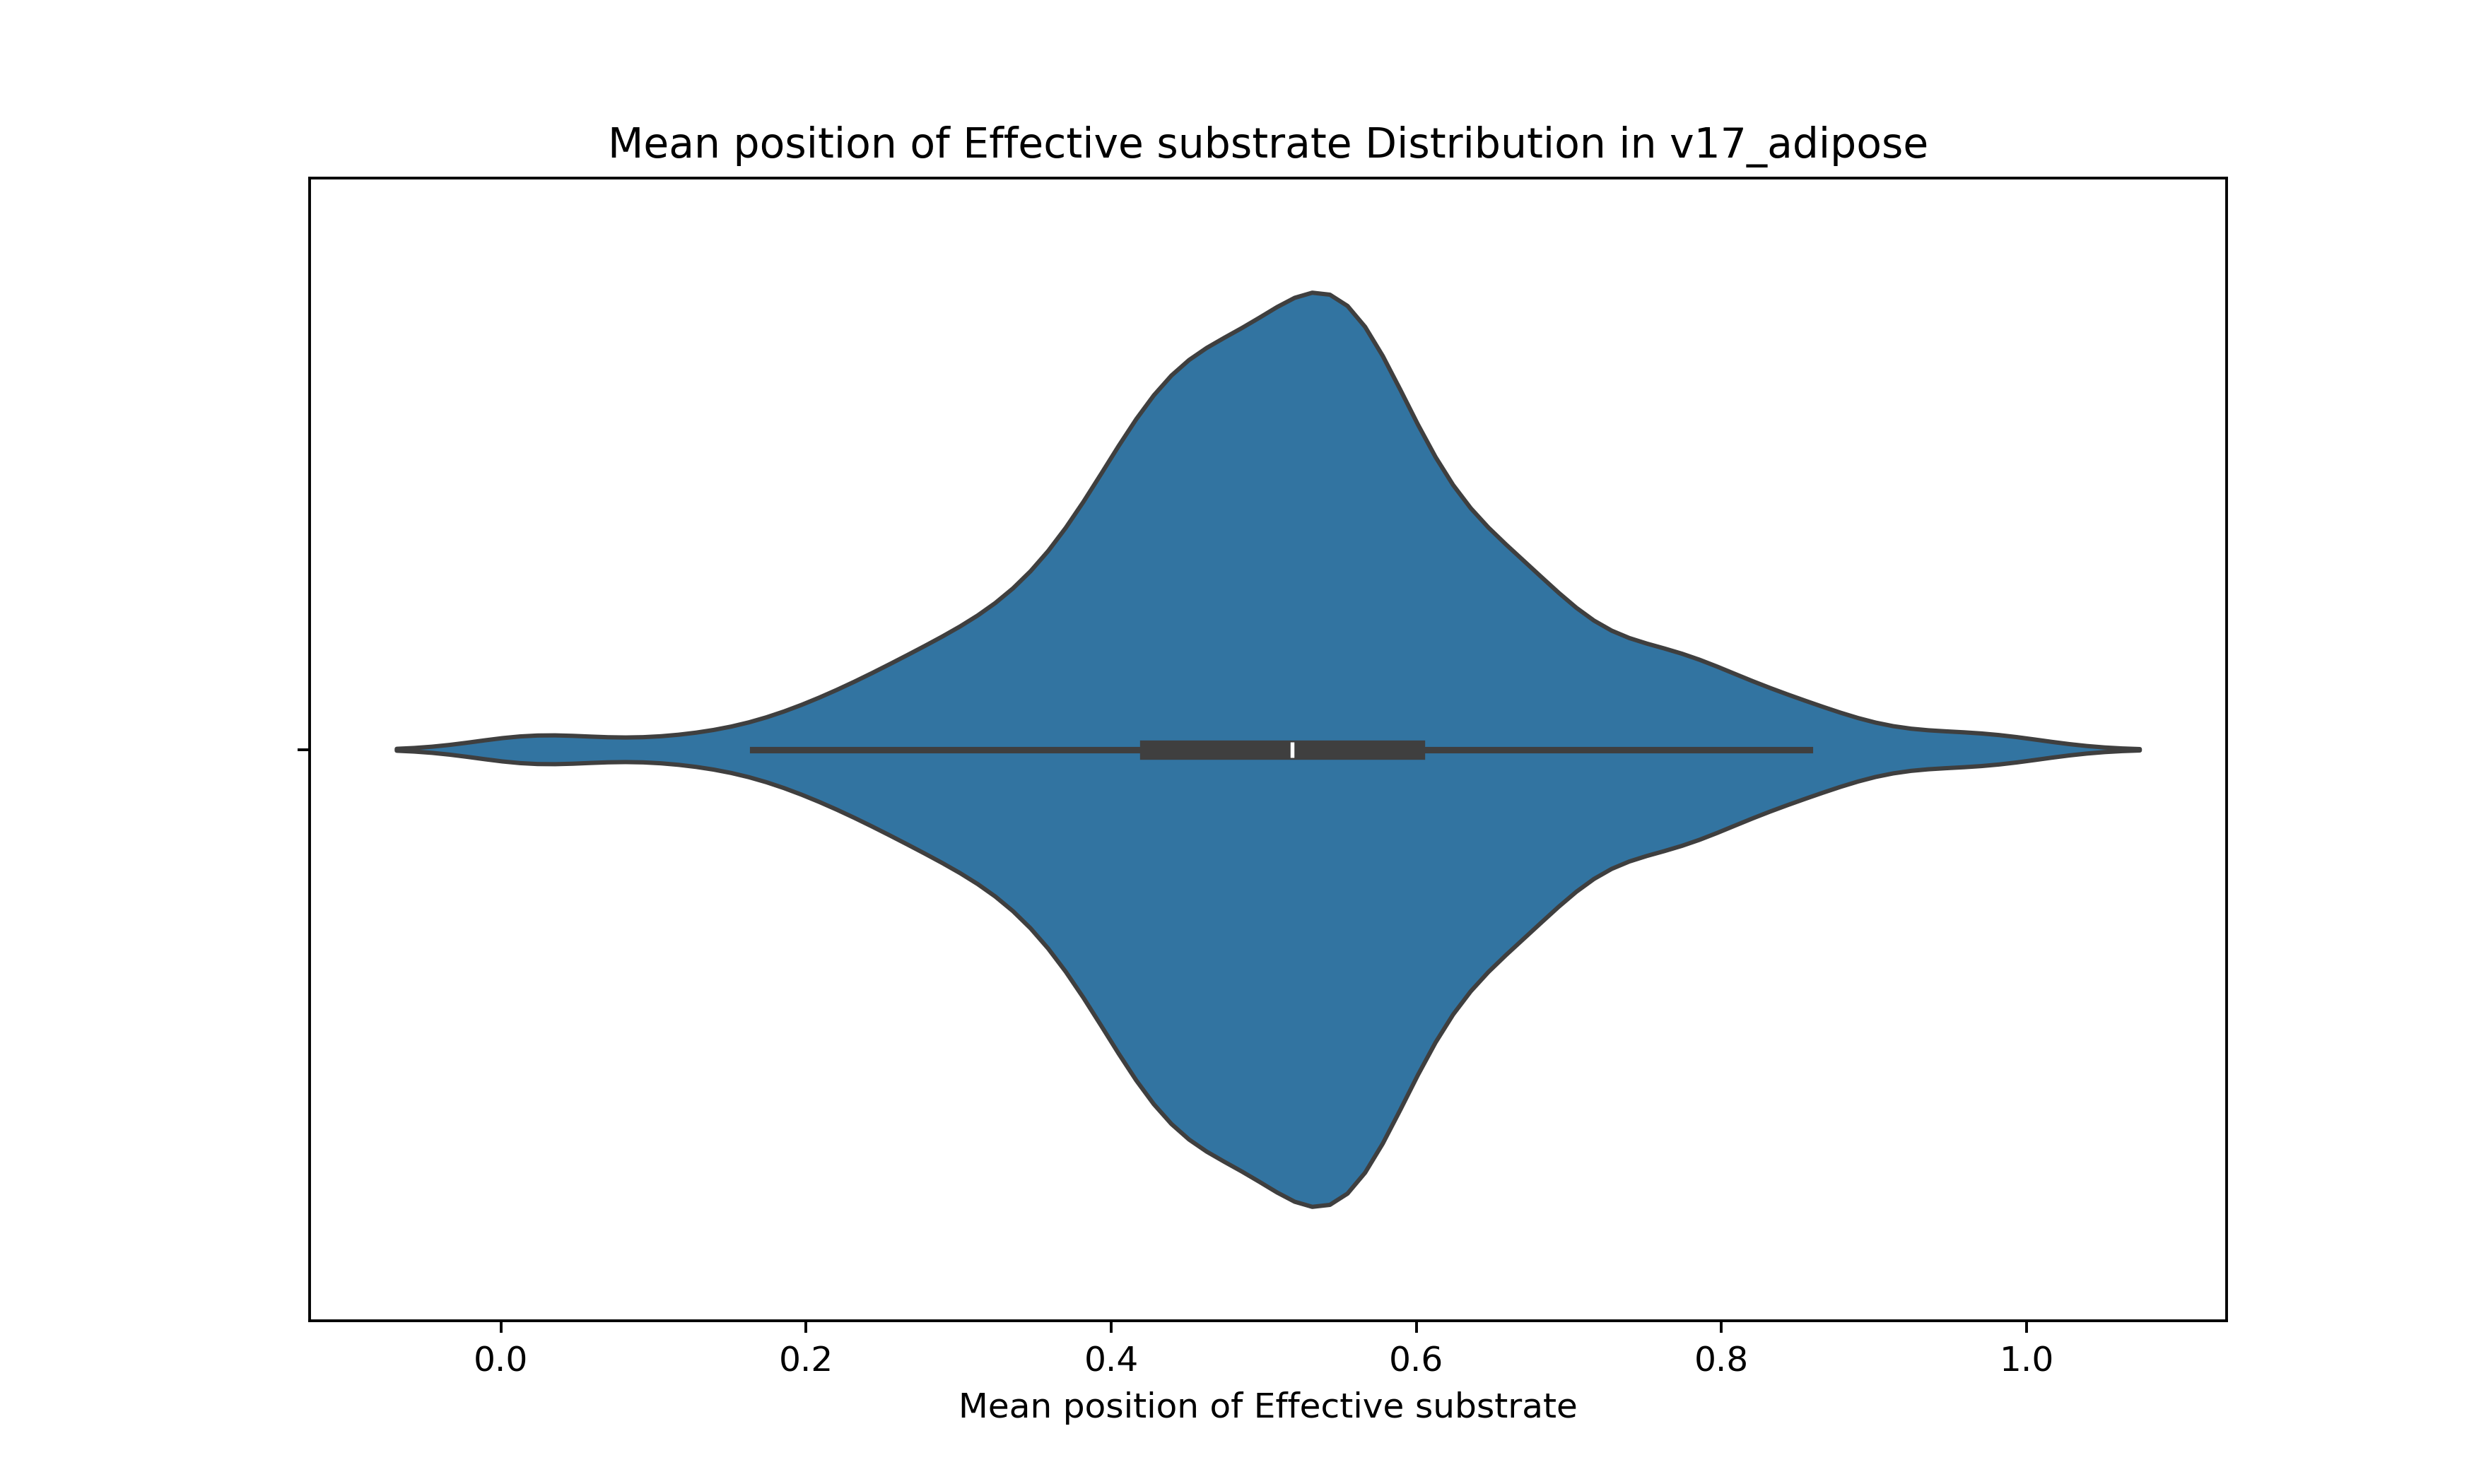 Mean position of Effective substrate Distribution in v17_adipose
0.0 0.2 0.4 0.6 0.8 1.0
Mean position of Effective substrate